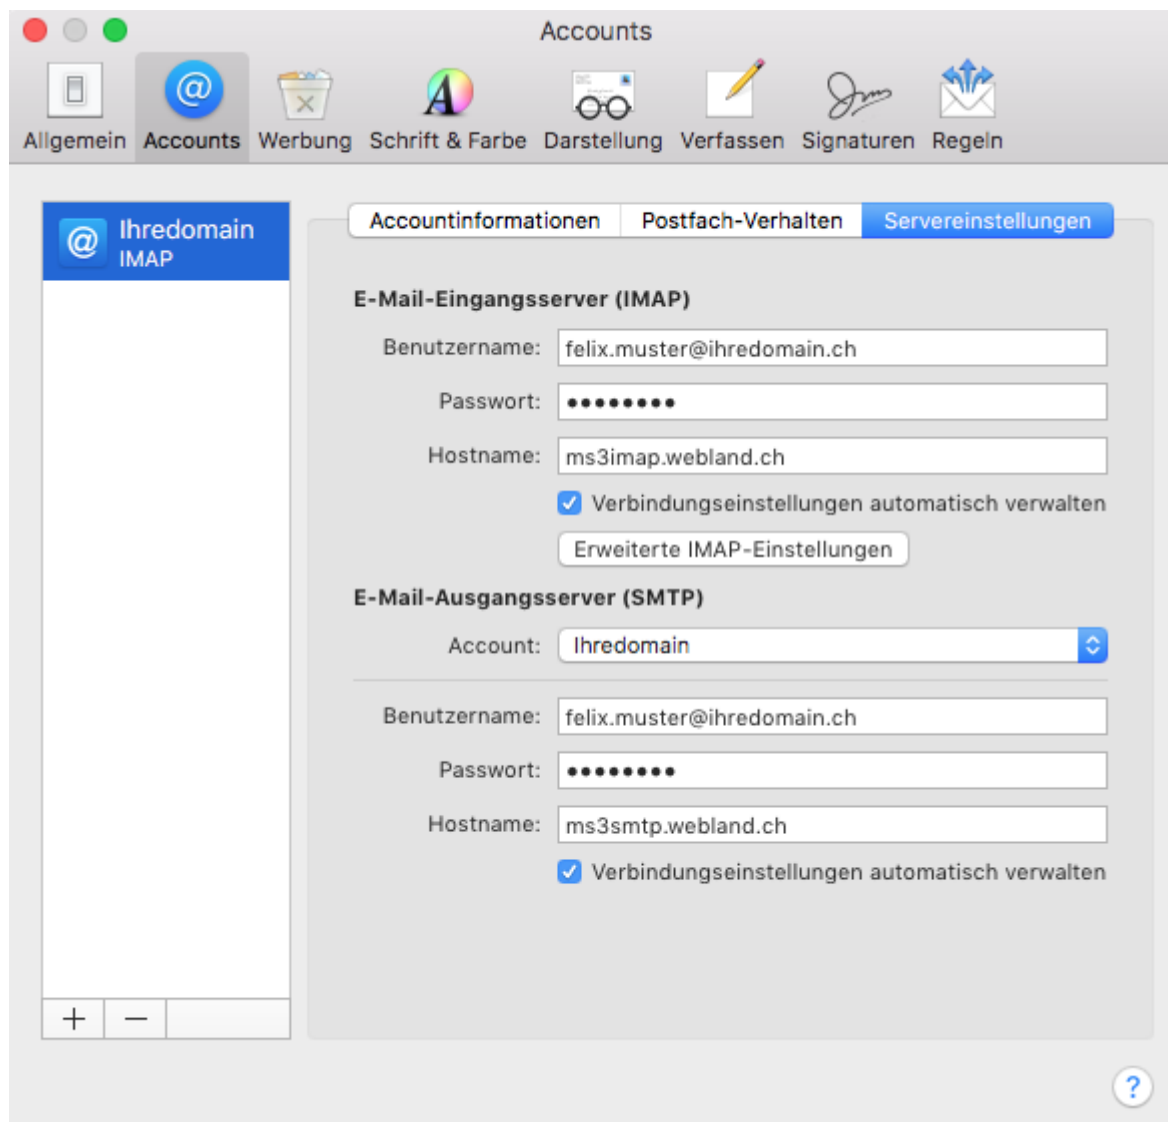 Accounts
Allgemein Accounts Werbung Schrift & Farbe Darstellung Verfassen Signaturen Regeln
Ihredomain
IMAP
Accountinformationen Postfach-Verhalten Servereinstellungen
E-Mail-Eingangsserver (IMAP)
Benutzername: felix.muster@ihredomain.ch
Passwort: ••••••••
Hostname: ms3imap.webland.ch
Verbindungseinstellungen automatisch verwalten
Erweiterte IMAP-Einstellungen
E-Mail-Ausgangsserver (SMTP)
Account: Ihredomain
Benutzername: felix.muster@ihredomain.ch
Passwort: ••••••••
Hostname: ms3smtp.webland.ch
Verbindungseinstellungen automatisch verwalten
+ −
?